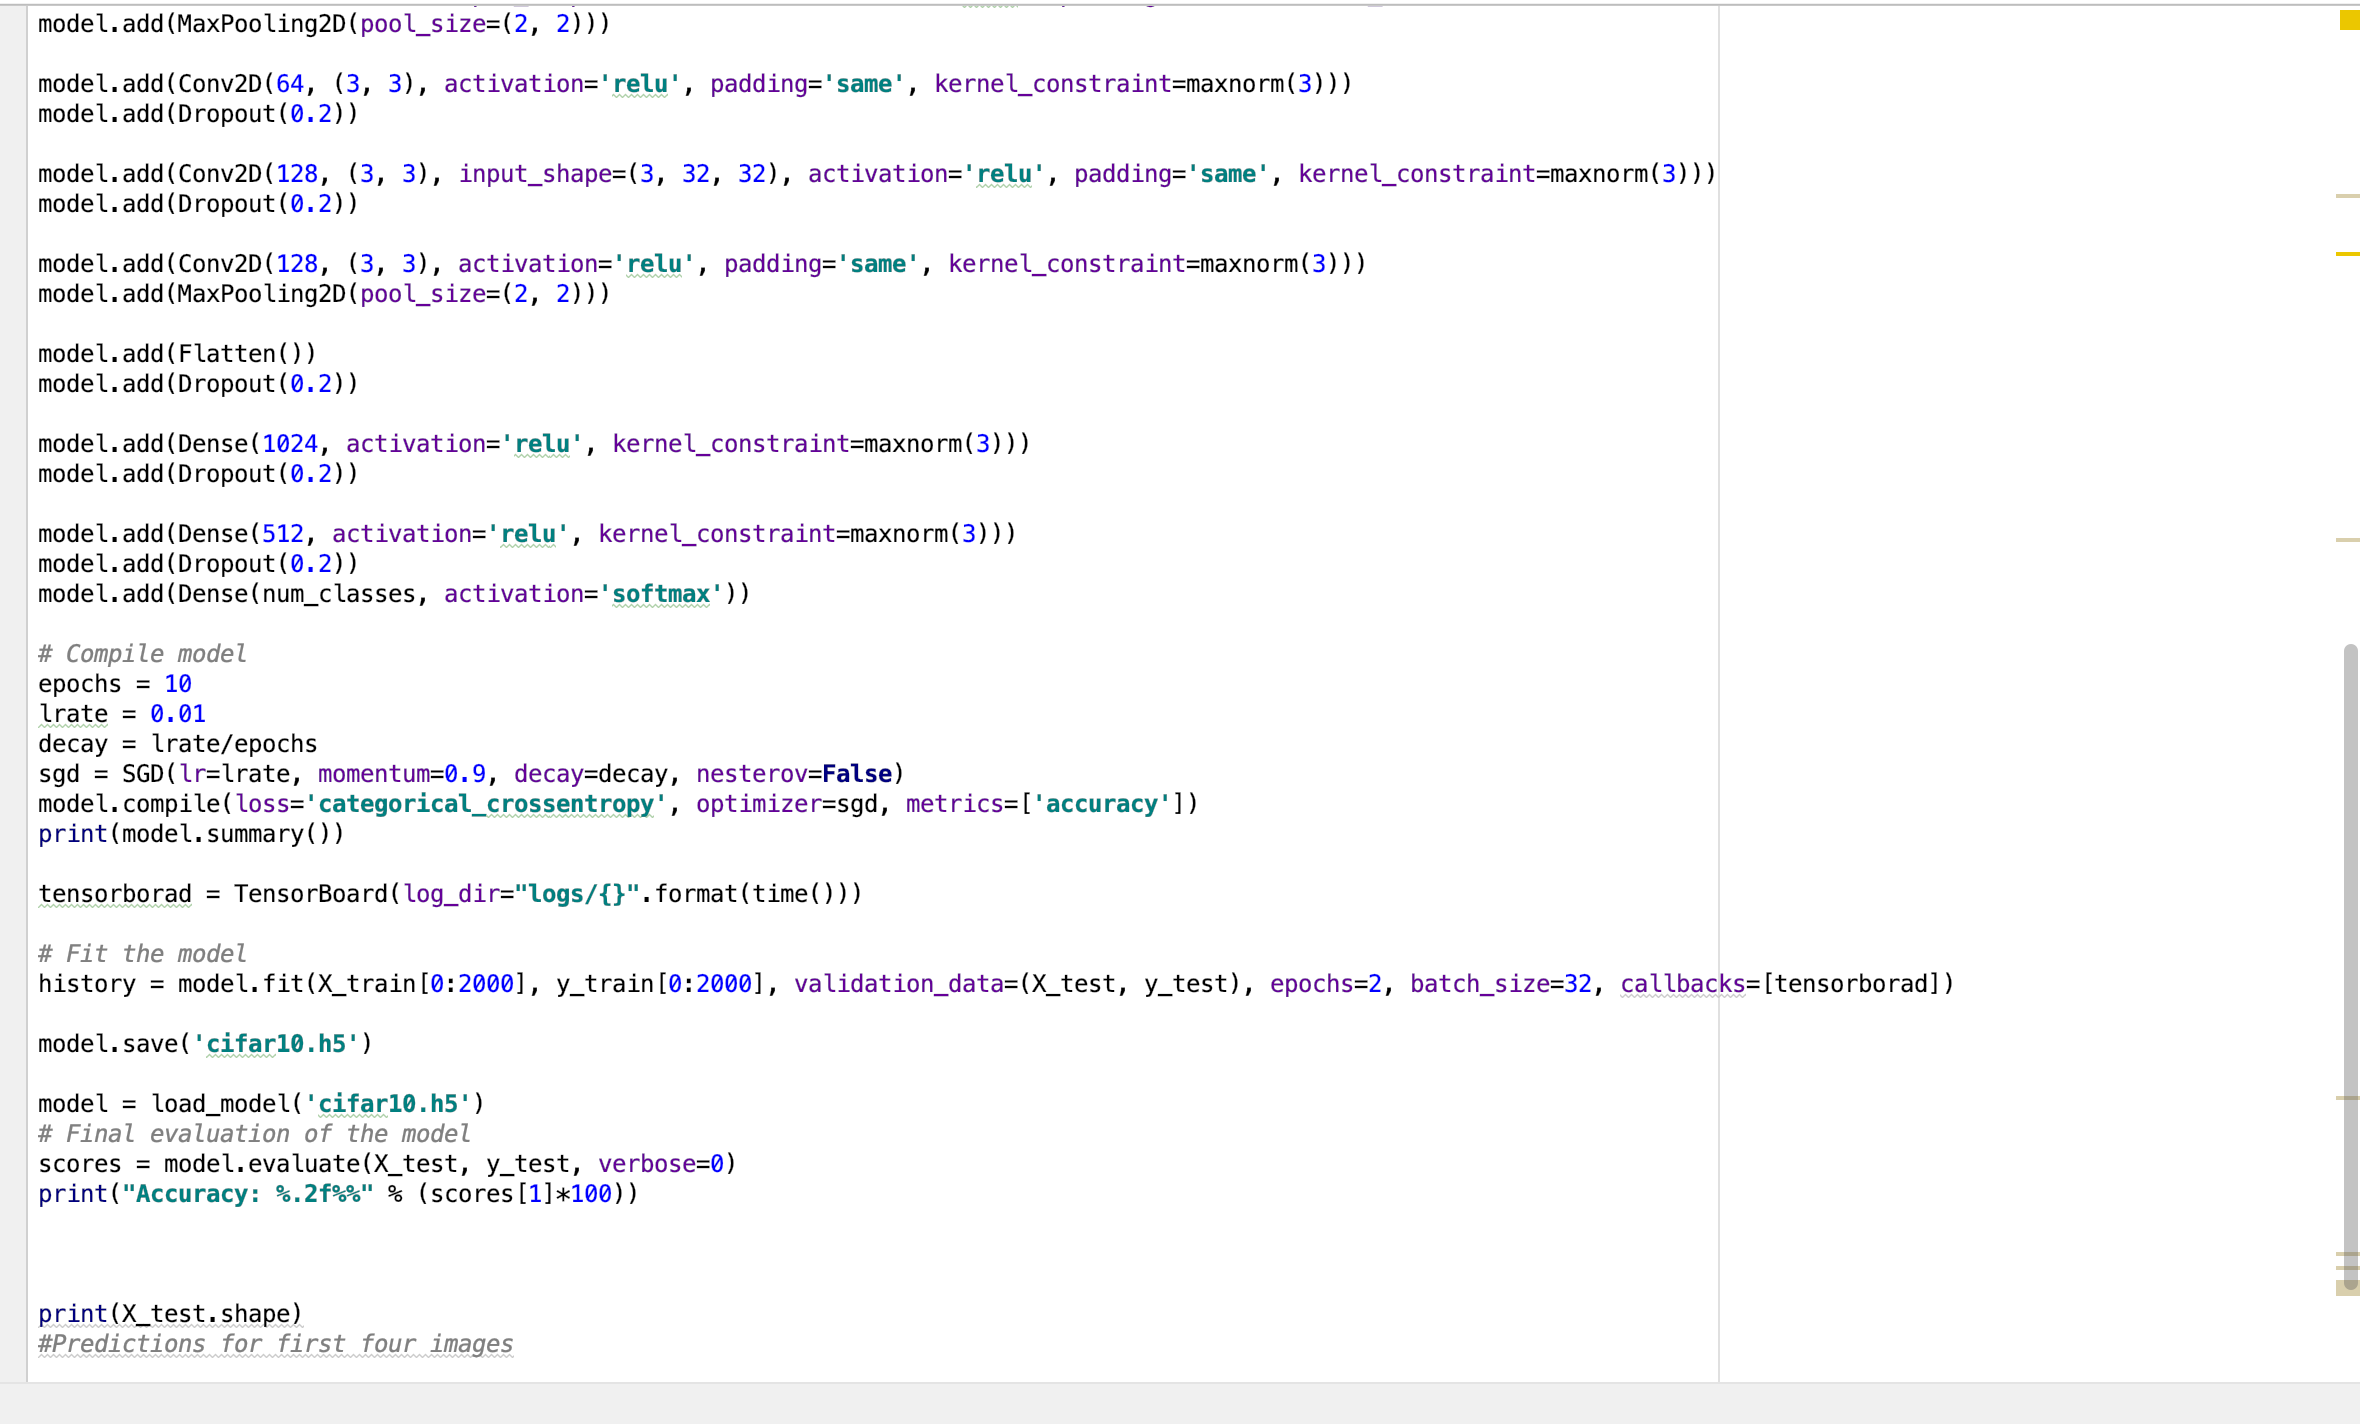 model.add(MaxPooling2D(pool_size=(2, 2)))
model.add(Conv2D(64, (3, 3), activation='relu', padding='same', kernel_constraint=maxnorm(3)))
model.add(Dropout(0.2))
model.add(Conv2D(128, (3, 3), input_shape=(3, 32, 32), activation='relu', padding='same', kernel_constraint=maxnorm(3)))
model.add(Dropout(0.2))
model.add(Conv2D(128, (3, 3), activation='relu', padding='same', kernel_constraint=maxnorm(3)))
model.add(MaxPooling2D(pool_size=(2, 2)))
model.add(Flatten())
model.add(Dropout(0.2))
model.add(Dense(1024, activation='relu', kernel_constraint=maxnorm(3)))
model.add(Dropout(0.2))
model.add(Dense(512, activation='relu', kernel_constraint=maxnorm(3)))
model.add(Dropout(0.2))
model.add(Dense(num_classes, activation='softmax'))
# Compile model
epochs = 10
lrate = 0.01
decay = lrate/epochs
sgd = SGD(lr=lrate, momentum=0.9, decay=decay, nesterov=False)
model.compile(loss='categorical_crossentropy', optimizer=sgd, metrics=['accuracy'])
print(model.summary())
tensorborad = TensorBoard(log_dir="logs/{}".format(time()))
# Fit the model
history = model.fit(X_train[0:2000], y_train[0:2000], validation_data=(X_test, y_test), epochs=2, batch_size=32, callbacks=[tensorborad])
model.save('cifar10.h5')
model = load_model('cifar10.h5')
# Final evaluation of the model
scores = model.evaluate(X_test, y_test, verbose=0)
print("Accuracy: %.2f%%" % (scores[1]*100))
print(X_test.shape)
#Predictions for first four images